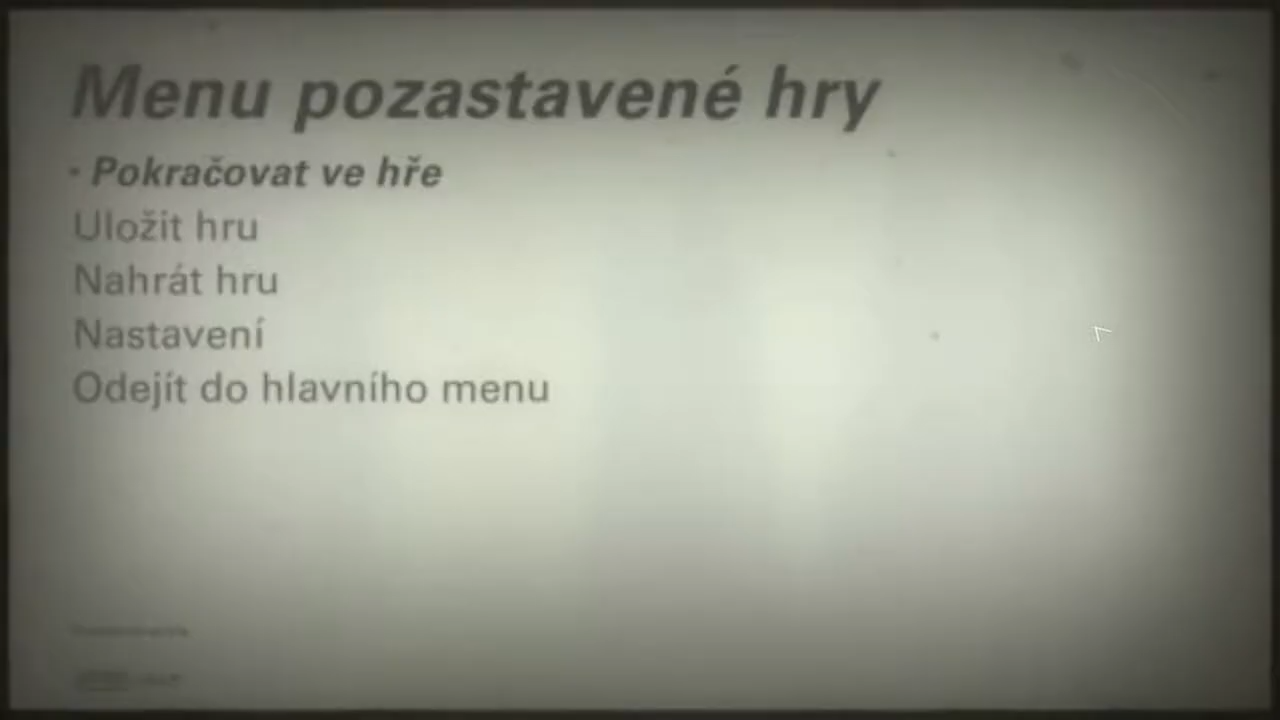 Menu pozastavené hry
· Pokračovat ve hře
Uložit hru
Nahrát hru
Nastavení
Odejít do hlavního menu